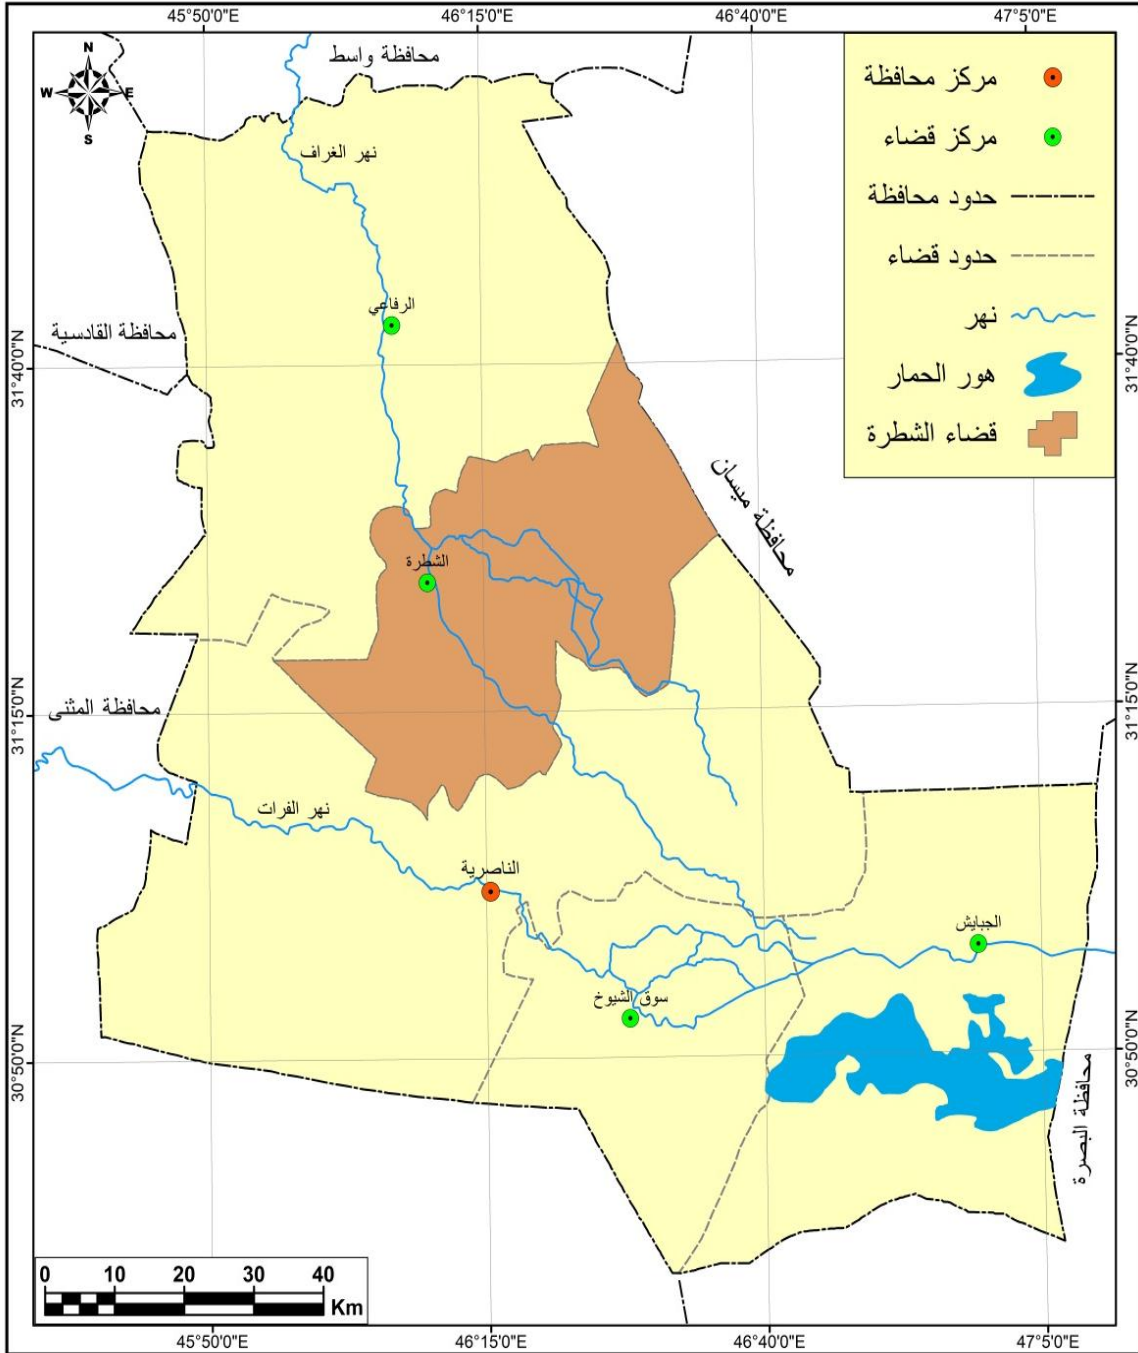 45°50'0"E
46°15'0"E
46°40'0"E
47°5'0"E
N
W
E
S
محافظة واسط
نهر الغراف
مركز محافظة
مركز قضاء
حدود محافظة
حدود قضاء
نهر
هور الحمار
قضاء الشطرة
الرفاعي
محافظة القادسية
31°40'0"N
31°40'0"N
محافظة ميسان
الشطرة
محافظة المثنى
31°15'0"N
31°15'0"N
نهر الفرات
الناصرية
الجبايش
سوق الشيوخ
30°50'0"N
30°50'0"N
محافظة البصرة
0 10 20 30 40
Km
45°50'0"E
46°15'0"E
46°40'0"E
47°5'0"E